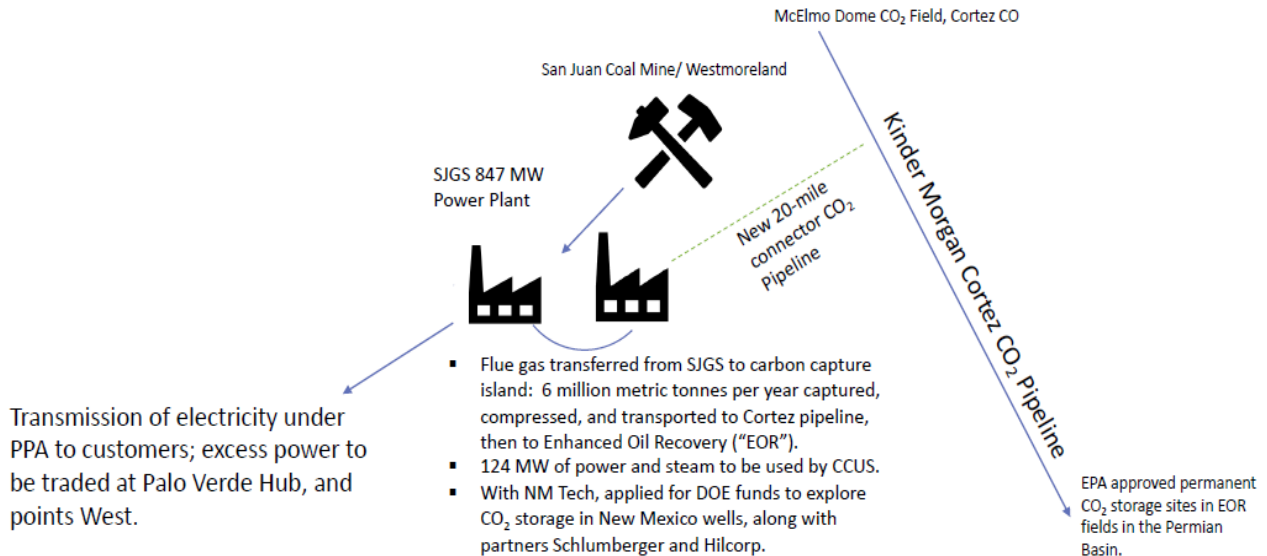 McElmo Dome CO₂ Field, Cortez CO
San Juan Coal Mine/ Westmoreland
SJGS 847 MW
Power Plant
New 20-mile
connector CO₂
Pipeline
Kinder Morgan Cortez CO₂ Pipeline
▪ Flue gas transferred from SJGS to carbon capture
island: 6 million metric tonnes per year captured,
compressed, and transported to Cortez pipeline,
then to Enhanced Oil Recovery (“EOR”).
▪ 124 MW of power and steam to be used by CCUS.
▪ With NM Tech, applied for DOE funds to explore
CO₂ storage in New Mexico wells, along with
partners Schlumberger and Hilcorp.
Transmission of electricity under
PPA to customers; excess power to
be traded at Palo Verde Hub, and
points West.
EPA approved permanent
CO₂ storage sites in EOR
fields in the Permian
Basin.